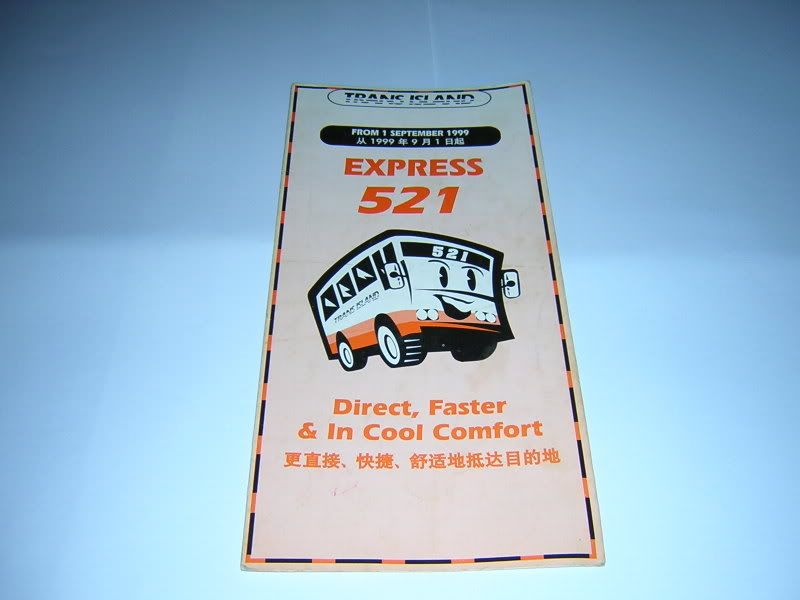 TRANS ISLAND
FROM 1 SEPTEMBER 1999
从 1999 年 9 月 1 日起
EXPRESS
521
521
TRANS ISLAND
Direct, Faster
& In Cool Comfort
更直接、快捷、舒适地抵达目的地